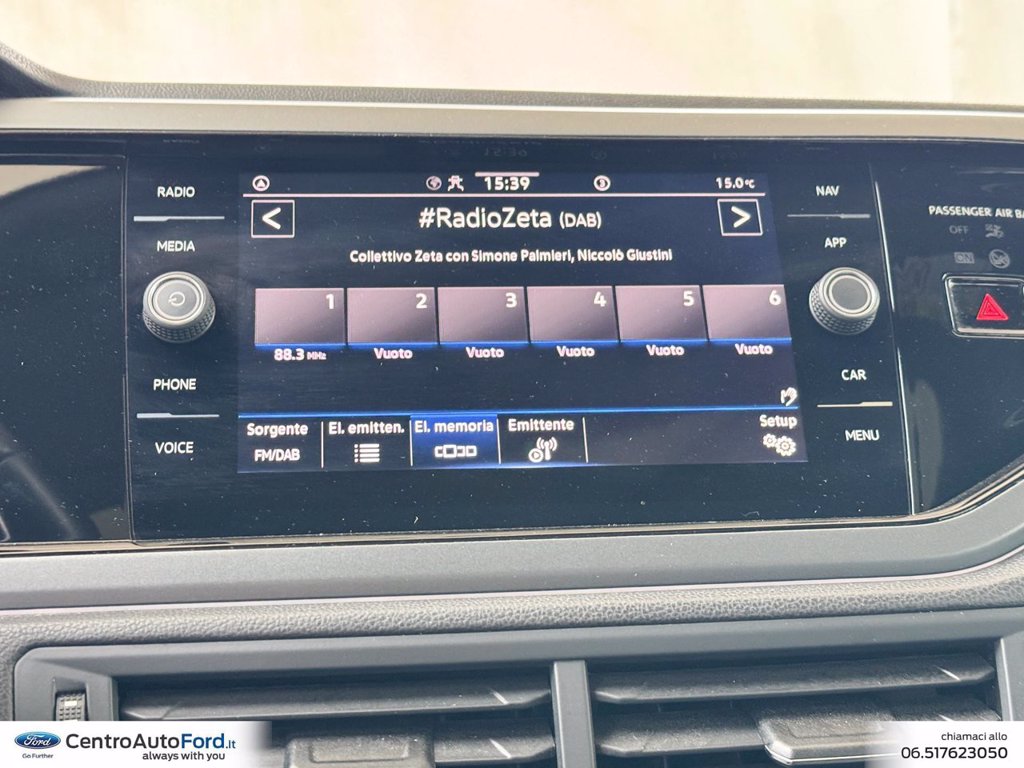 RADIO
MEDIA
PHONE
VOICE
15:39
15.0°C
#RadioZeta (DAB)
Collettivo Zeta con Simone Palmieri, Niccolò Giustini
1 2 3 4 5 6
88.3 MHz Vuoto Vuoto Vuoto Vuoto Vuoto
Sorgente El. emitten. El. memoria Emittente Setup
FM/DAB
NAV
APP
CAR
MENU
PASSENGER AIR BA
OFF
ON
Ford
Go Further
CentroAutoFord.it
always with you
chiamaci allo
06.517623050